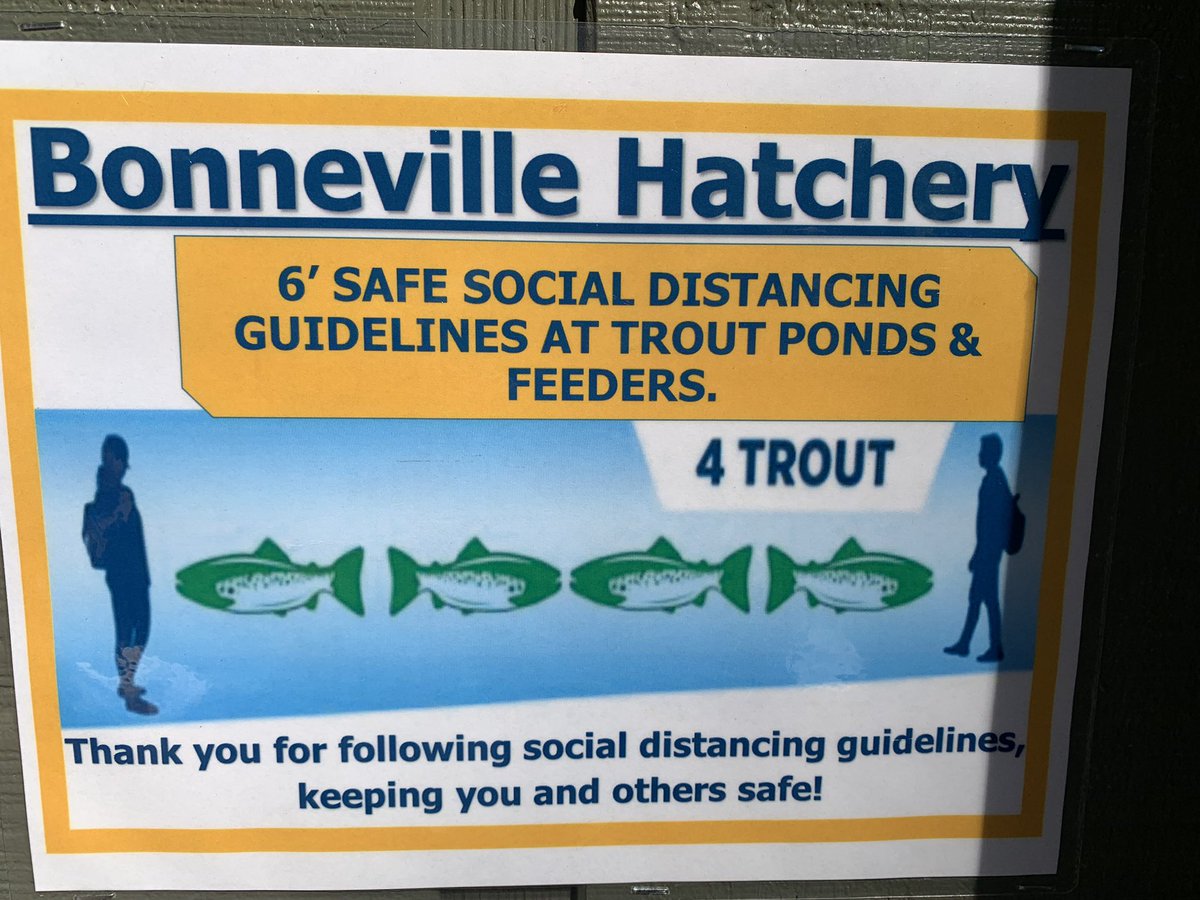 Bonneville Hatchery
6’ SAFE SOCIAL DISTANCING
GUIDELINES AT TROUT PONDS &
FEEDERS.
4 TROUT
Thank you for following social distancing guidelines,
keeping you and others safe!